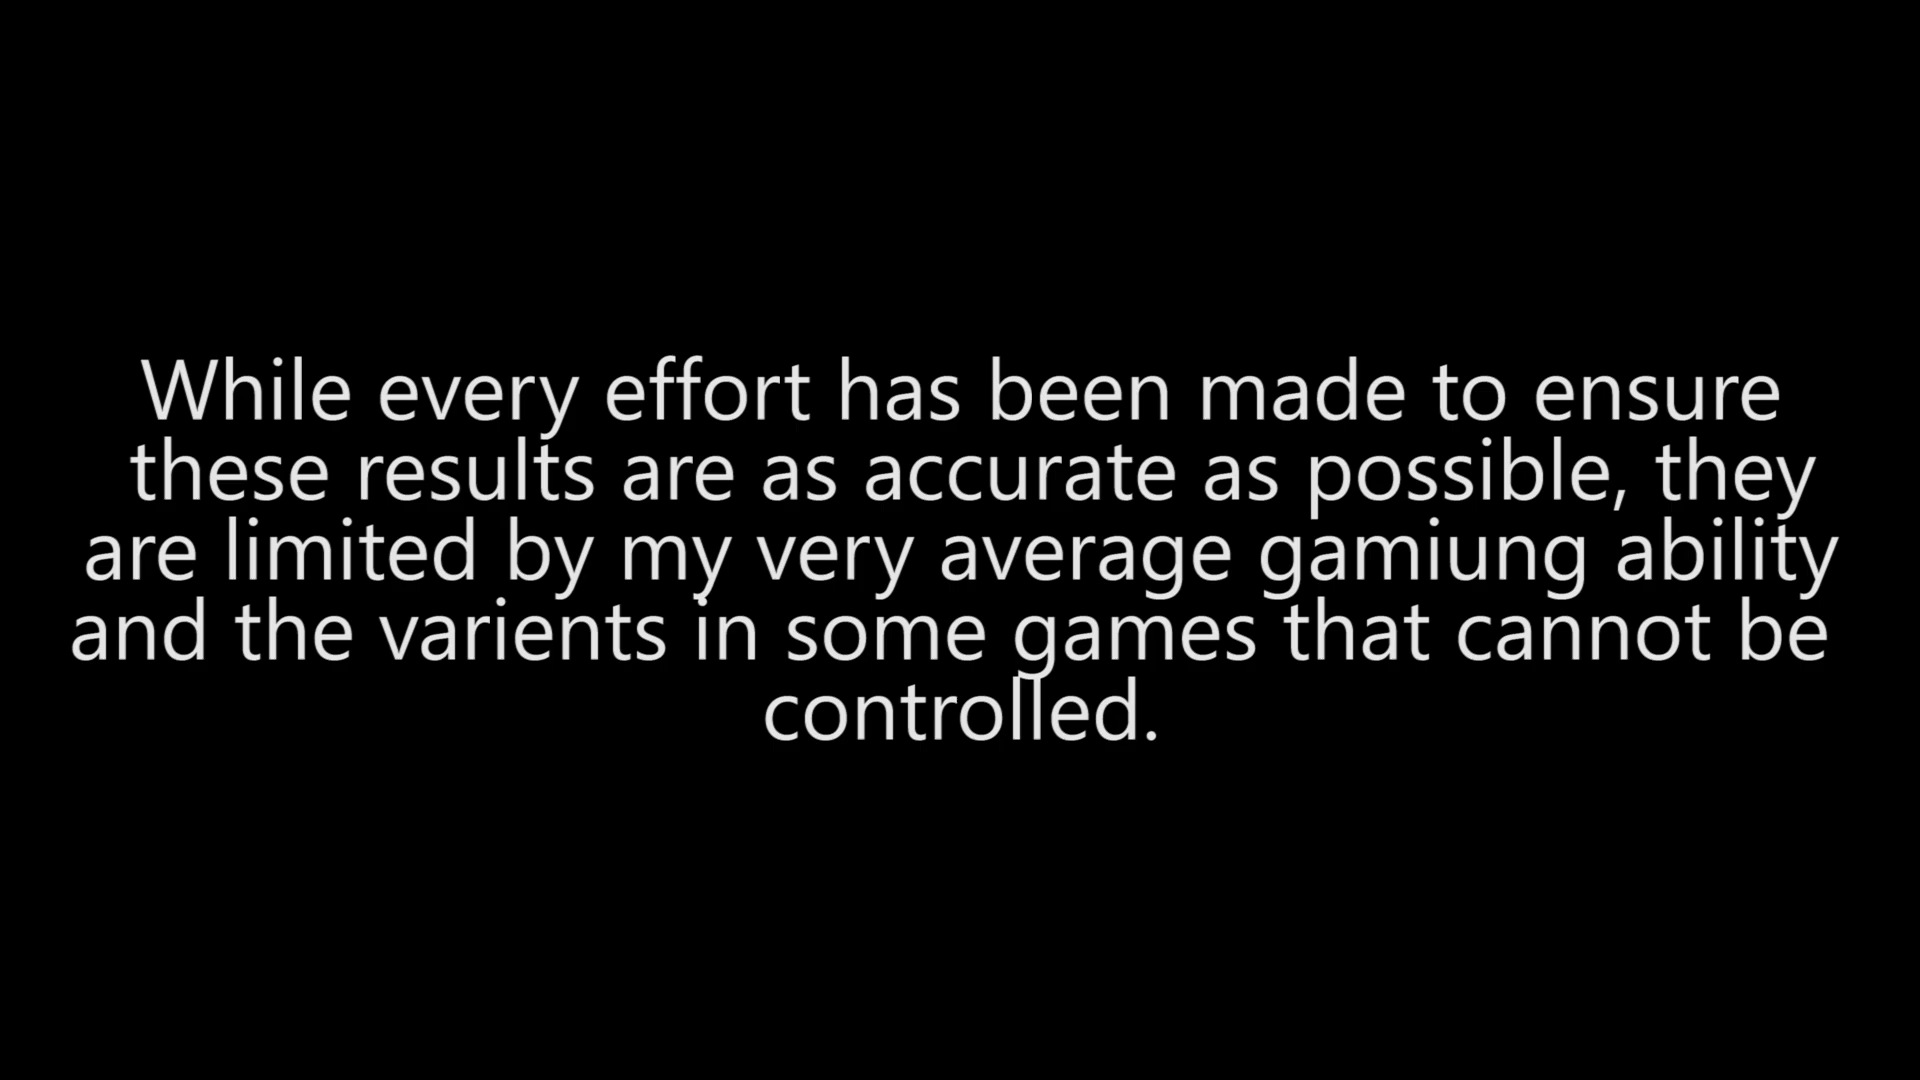 While every effort has been made to ensure
these results are as accurate as possible, they
are limited by my very average gamiung ability
and the varients in some games that cannot be
controlled.